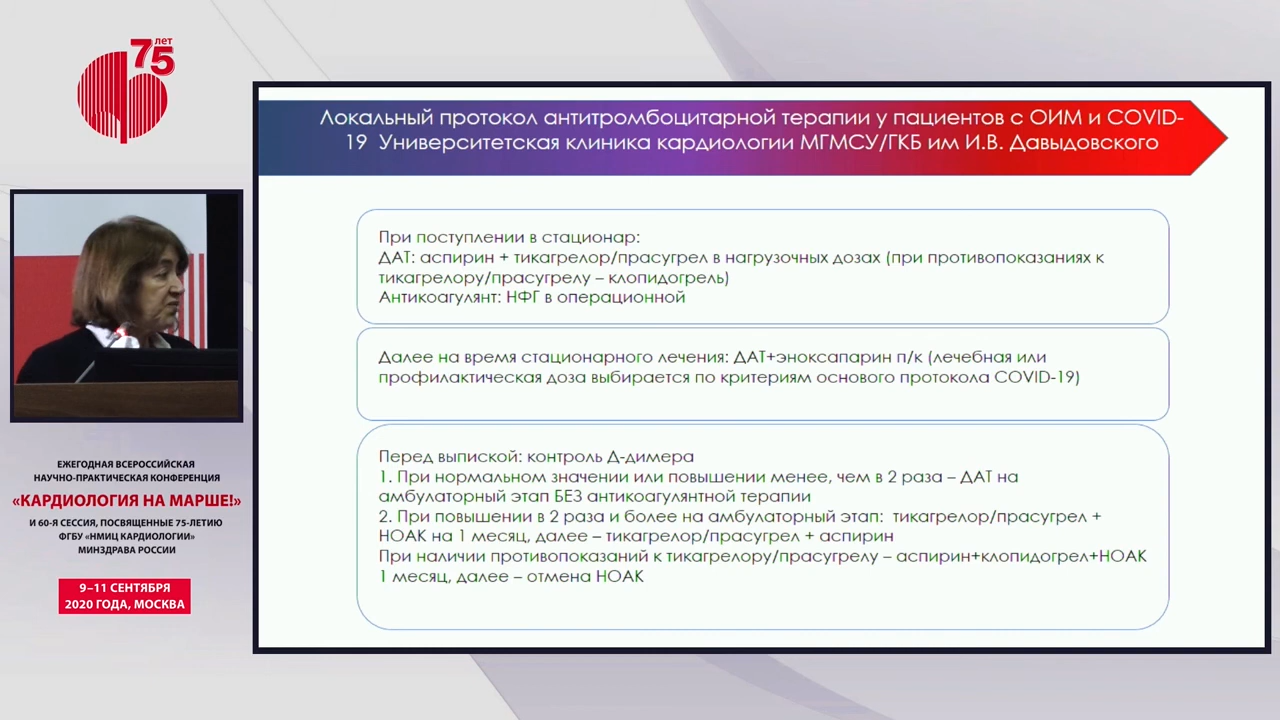 75 лет
Локальный протокол антитромбоцитарной терапии у пациентов с ОИМ и COVID-
19 Университетская клиника кардиологии МГМСУ/ГКБ им И.В. Давыдовского
При поступлении в стационар:
ДАТ: аспирин + тикагрелор/прасугрел в нагрузочных дозах (при противопоказаниях к
тикагрелору/прасугрелу – клопидогрель)
Антикоагулянт: НФГ в операционной
Далее на время стационарного лечения: ДАТ+эноксапарин п/к (лечебная или
профилактическая доза выбирается по критериям основого протокола COVID-19)
Перед выпиской: контроль Д-димера
1. При нормальном значении или повышении менее, чем в 2 раза – ДАТ на
амбулаторный этап БЕЗ антикоагулянтной терапии
2. При повышении в 2 раза и более на амбулаторный этап: тикагрелор/прасугрел +
НОАК на 1 месяц, далее – тикагрелор/прасугрел + аспирин
При наличии противопоказаний к тикагрелору/прасугрелу – аспирин+клопидогрел+НОАК
1 месяц, далее – отмена НОАК
ЕЖЕГОДНАЯ ВСЕРОССИЙСКАЯ
НАУЧНО-ПРАКТИЧЕСКАЯ КОНФЕРЕНЦИЯ
«КАРДИОЛОГИЯ НА МАРШЕ!»
И 60-Я СЕССИЯ, ПОСВЯЩЕННЫЕ 75-ЛЕТИЮ
ФГБУ «НМИЦ КАРДИОЛОГИИ»
МИНЗДРАВА РОССИИ
9–11 СЕНТЯБРЯ
2020 ГОДА, МОСКВА